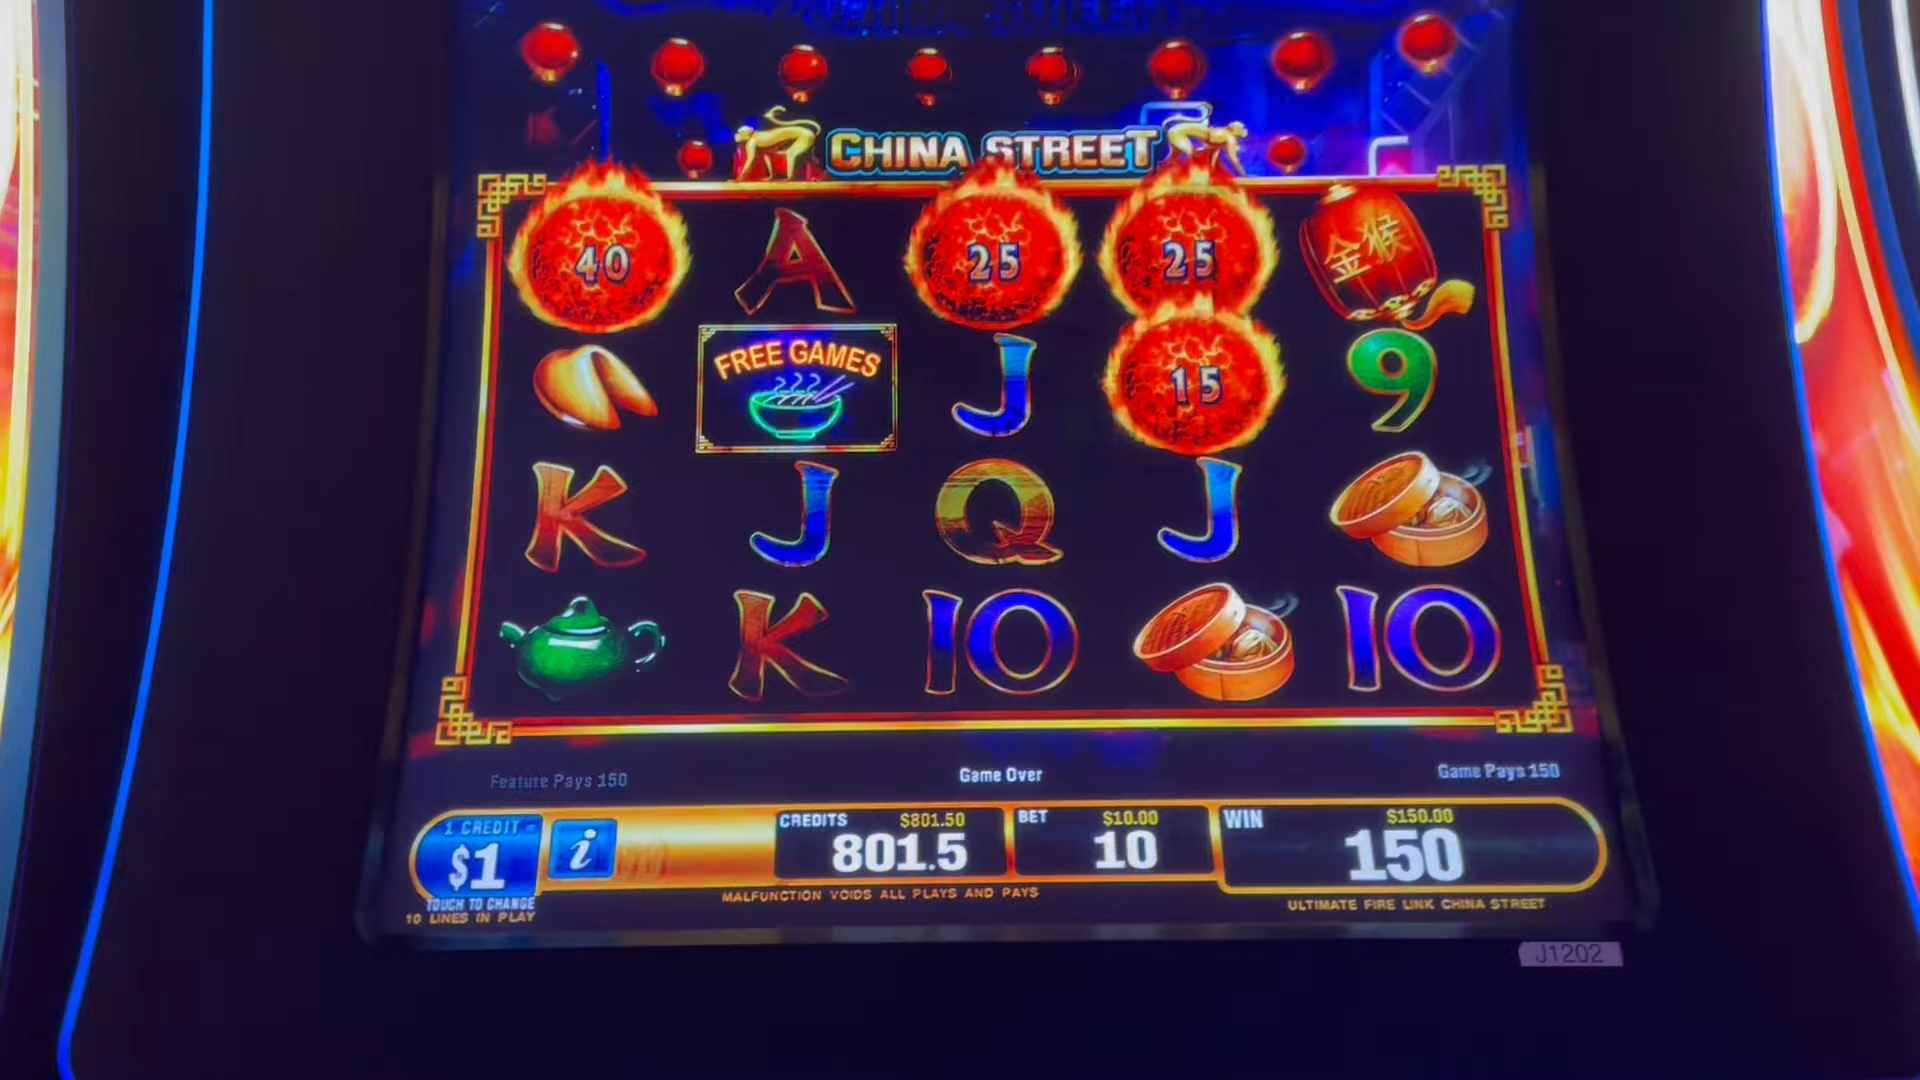 CHINA STREET
40
A
25
25
金猴
FREE GAMES
J
15
9
K
J
Q
J
K
10
10
Feature Pays 150
Game Over
Game Pays 150
1 CREDIT =
$1
TOUCH TO CHANGE
10 LINES IN PLAY
i
CREDITS $801.50
801.5
BET $10.00
10
WIN $150.00
150
MALFUNCTION VOIDS ALL PLAYS AND PAYS
ULTIMATE FIRE LINK CHINA STREET
J1202